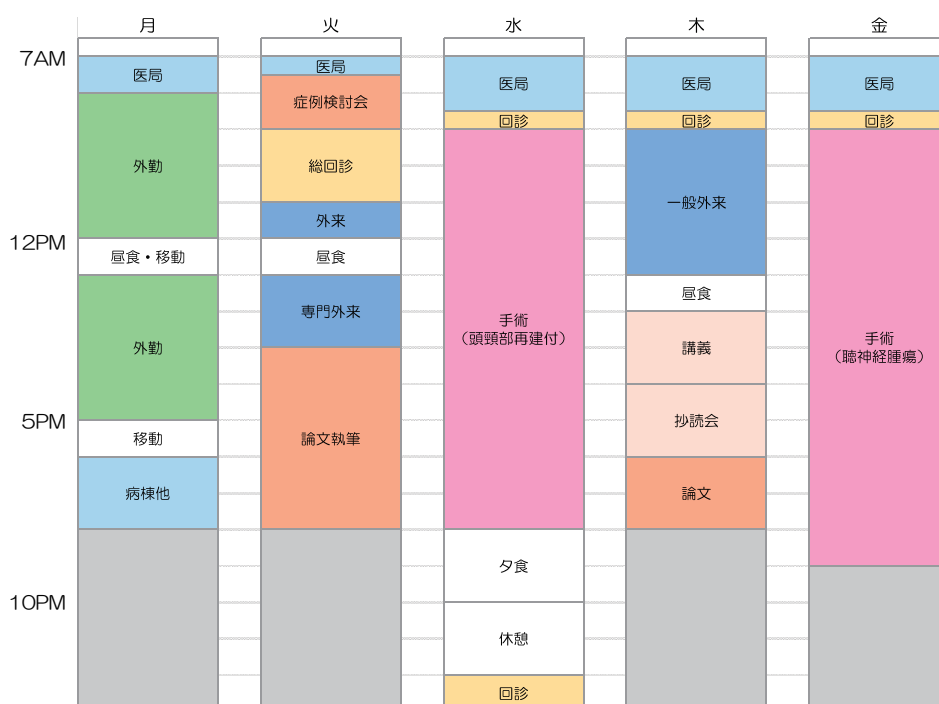 月
火
水
木
金
7AM
12PM
5PM
10PM
医局
外勤
昼食・移動
外勤
移動
病棟他
医局
症例検討会
総回診
外来
昼食
専門外来
論文執筆
医局
回診
手術
（頭頸部再建付）
夕食
休憩
回診
医局
回診
一般外来
昼食
講義
抄読会
論文
医局
回診
手術
（聴神経腫瘍）